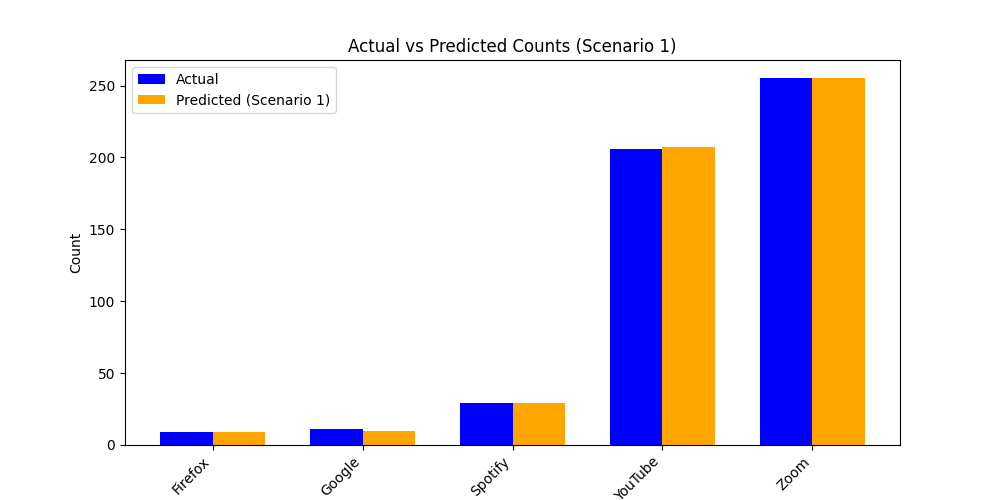 Actual vs Predicted Counts (Scenario 1)
Actual
Predicted (Scenario 1)
Count
250
200
150
100
50
0
Firefox
Google
Spotify
YouTube
Zoom